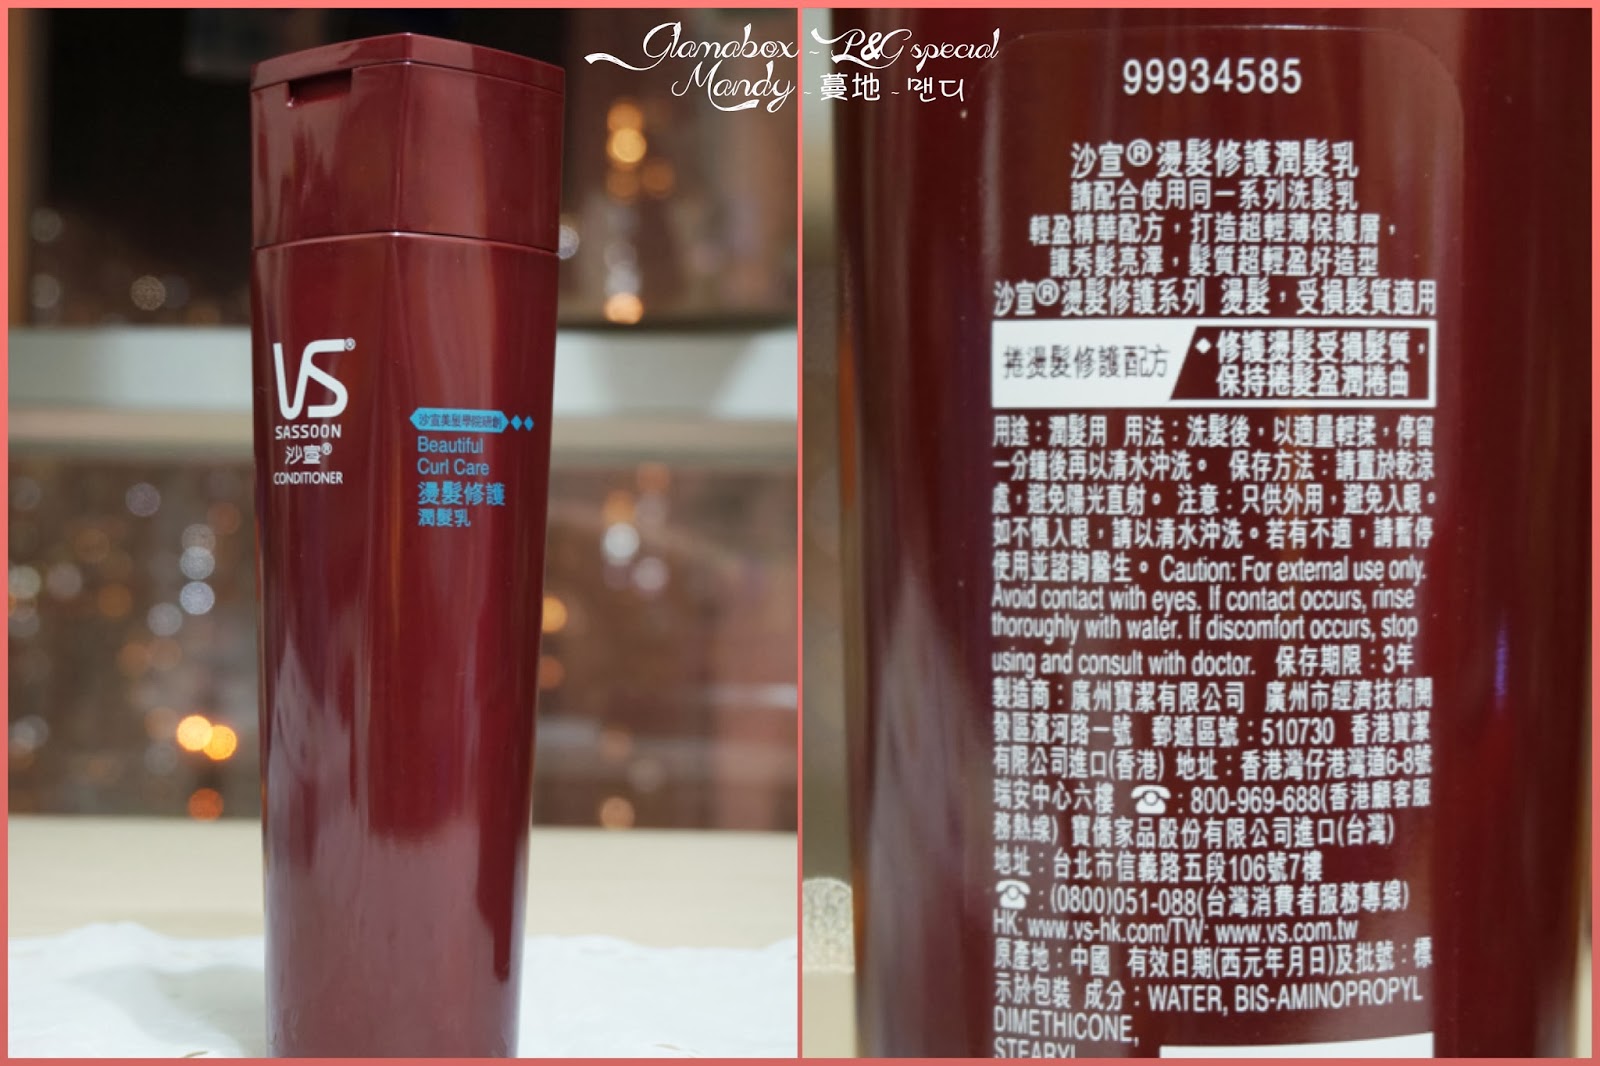 Glamabox ~ P&G special
Mandy ~ 蔓地 ~ 맨디
VS®
SASSOON
沙宣®
CONDITIONER
沙宣美髮學院研創
Beautiful
Curl Care
燙髮修護
潤髮乳
99934585
沙宣®燙髮修護潤髮乳
請配合使用同一系列洗髮乳
輕盈精華配方，打造超輕薄保護層，
讓秀髮亮澤，髮質超輕盈好造型
沙宣®燙髮修護系列 燙髮，受損髮質適用
捲燙髮修護配方
◆修護燙髮受損髮質，
保持捲髮盈潤捲曲
用途：潤髮用 用法：洗髮後，以適量輕揉，停留
一分鐘後再以清水沖洗。 保存方法：請置於乾涼
處，避免陽光直射。 注意：只供外用，避免入眼。
如不慎入眼，請以清水沖洗。若有不適，請暫停
使用並諮詢醫生。 Caution: For external use only.
Avoid contact with eyes. If contact occurs, rinse
thoroughly with water. If discomfort occurs, stop
using and consult with doctor. 保存期限：3年
製造商：廣州寶潔有限公司 廣州市經濟技術開
發區濱河路一號 郵遞區號：510730 香港寶潔
有限公司進口(香港) 地址：香港灣仔港灣道6-8號
瑞安中心六樓 ☎：800-969-688(香港顧客服
務熱線) 寶僑家品股份有限公司進口(台灣)
地址：台北市信義路五段106號7樓
☎：(0800)051-088(台灣消費者服務專線)
HK: www.vs-hk.com/TW: www.vs.com.tw
原產地：中國 有效日期(西元年月日)及批號：標
示於包裝 成分：WATER, BIS-AMINOPROPYL
DIMETHICONE,
STEARYL